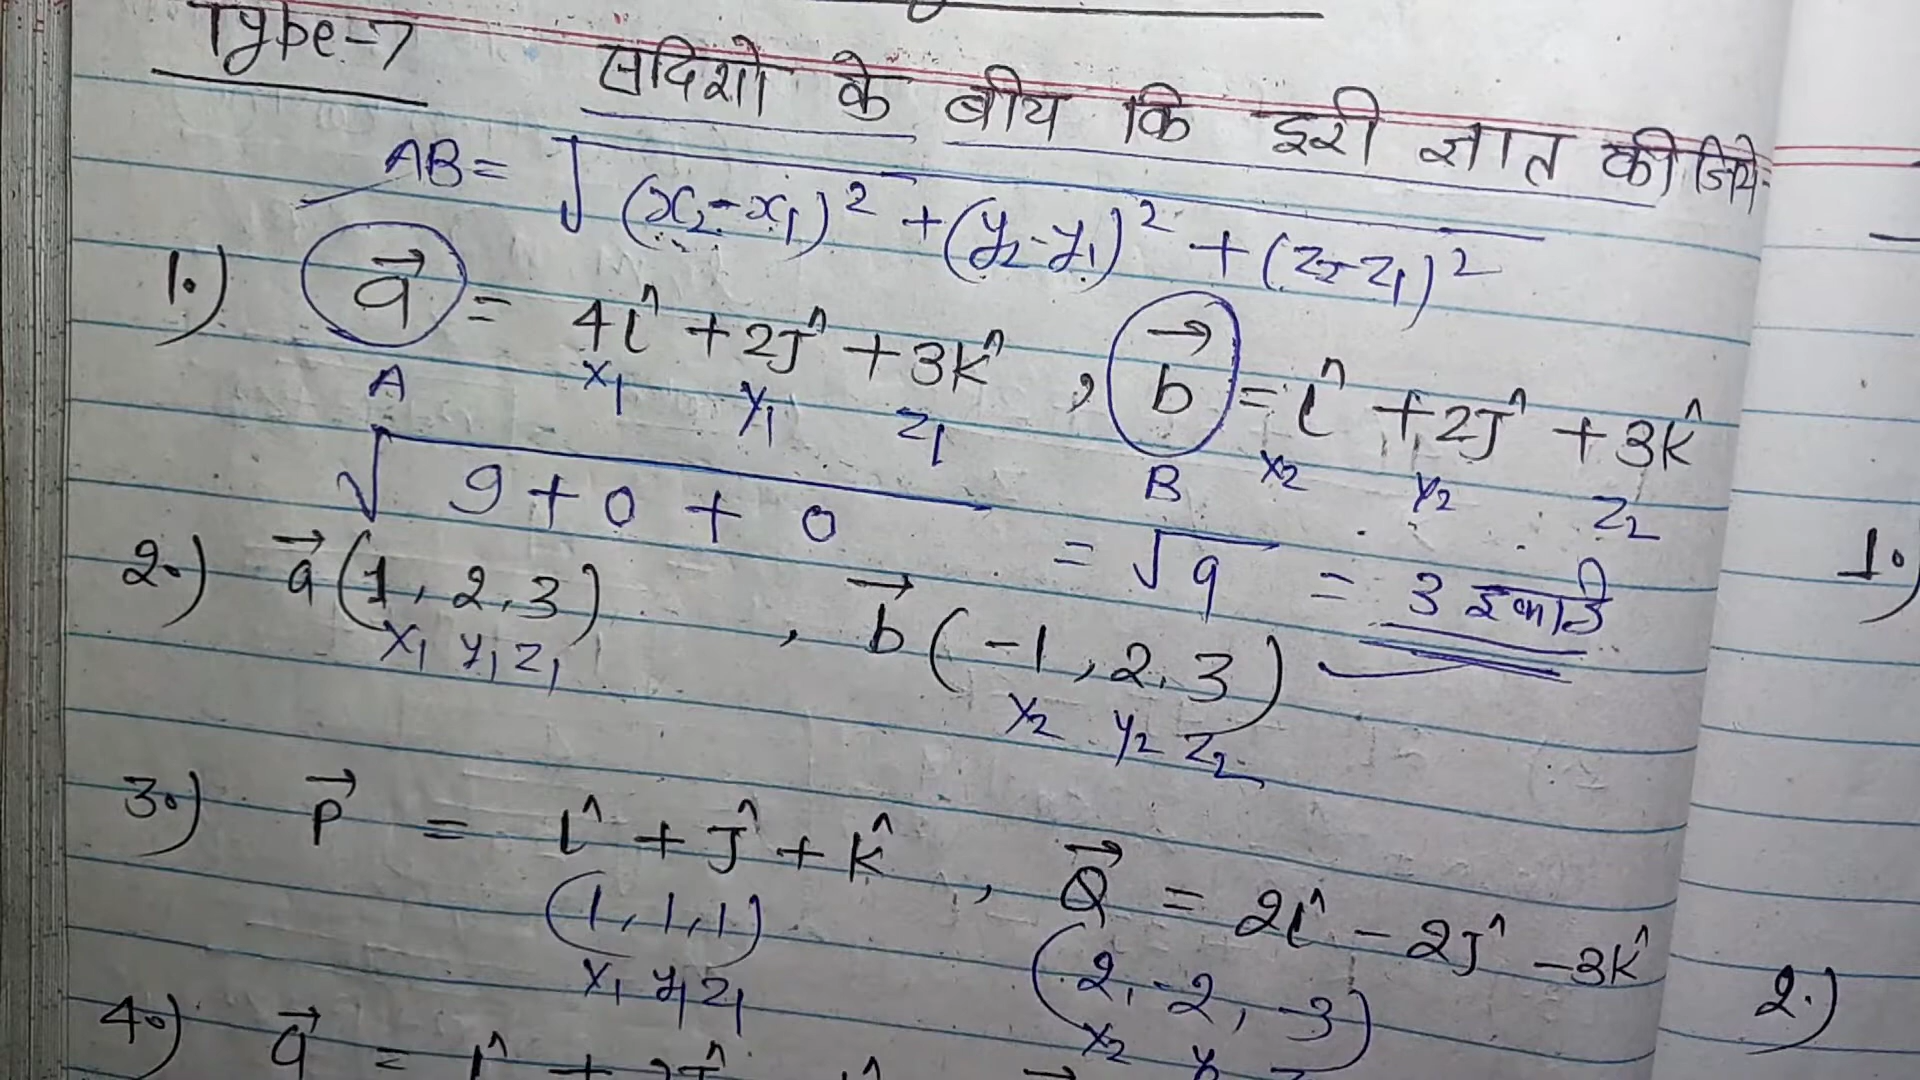 Type-7 सदिशो के बीच कि दूरी ज्ञात कीजिये-
AB = √(x₂-x₁)² + (y₂-y₁)² + (z₂-z₁)²
1.) a⃗ = 4î + 2ĵ + 3k̂ , b⃗ = î + 2ĵ + 3k̂
A x₁ y₁ z₁ B x₂ y₂ z₂
√9 + 0 + 0 = √9 = 3 इकाई
2.) a⃗ (1, 2, 3) , b⃗ (-1, 2, 3)
x₁ y₁ z₁ x₂ y₂ z₂
3.) P⃗ = î + ĵ + k̂ , Q⃗ = 2î - 2ĵ - 3k̂
(1, 1, 1) (2, -2, -3)
x₁ y₁ z₁ x₂
4.) a⃗ = î +
1.)
2.)